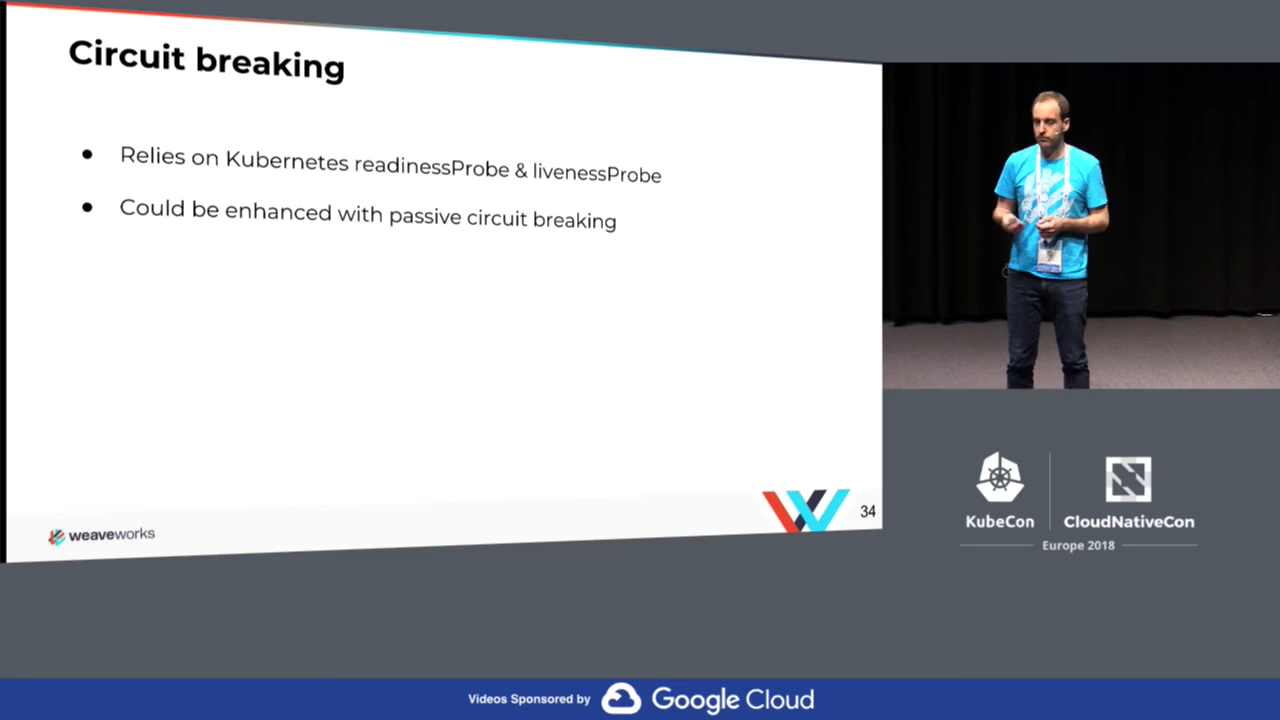 Circuit breaking
● Relies on Kubernetes readinessProbe & livenessProbe
● Could be enhanced with passive circuit breaking
weaveworks
34
KubeCon
CloudNativeCon
Europe 2018
Videos Sponsored by Google Cloud